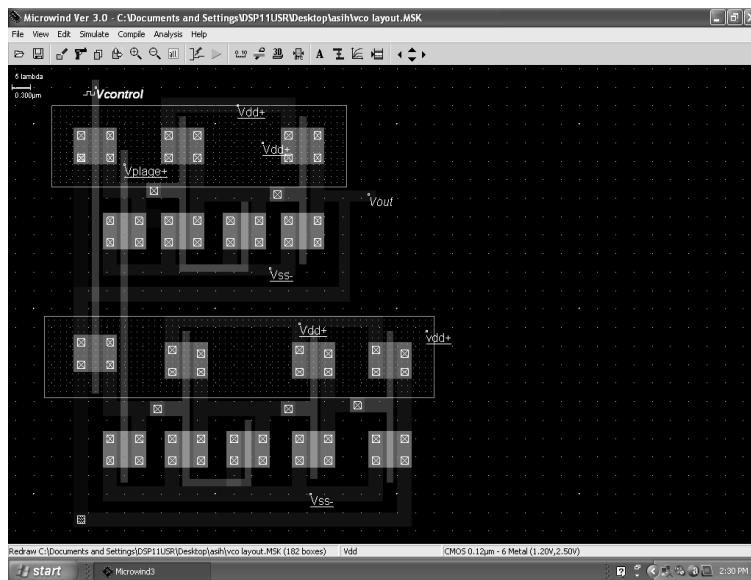 Microwind Ver 3.0 - C:\Documents and Settings\DSP11USR\Desktop\asih\vco layout.MSK
File View Edit Simulate Compile Analysis Help
5 lambda
0.300µm
Vcontrol
Vdd+
Vdd+
Vplage+
Vout
Vss-
Vdd+
vdd+
Vss-
Redraw C:\Documents and Settings\DSP11USR\Desktop\asih\vco layout.MSK (182 boxes) Vdd CMOS 0.12µm - 6 Metal (1.20V,2.50V)
start Microwind3 2:30 PM